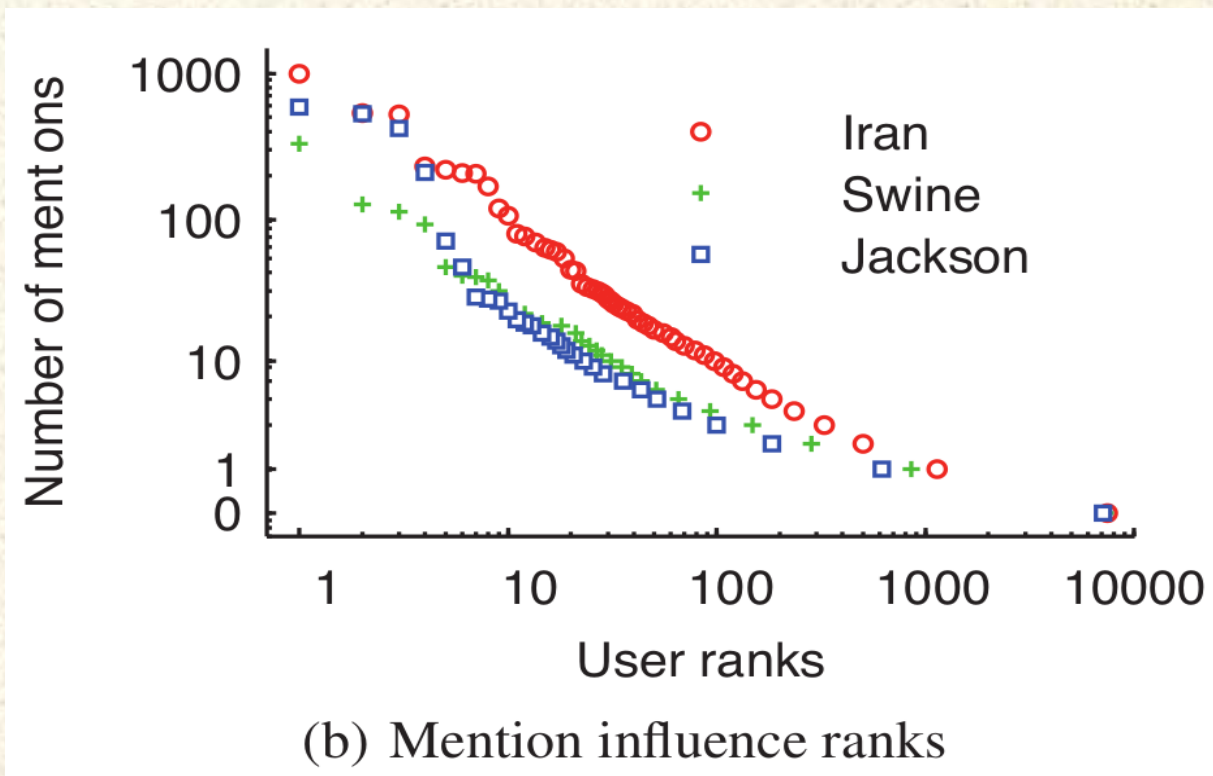 Number of ment ons
1000
100
10
1
0
Iran
Swine
Jackson
1 10 100 1000 10000
User ranks
(b) Mention influence ranks